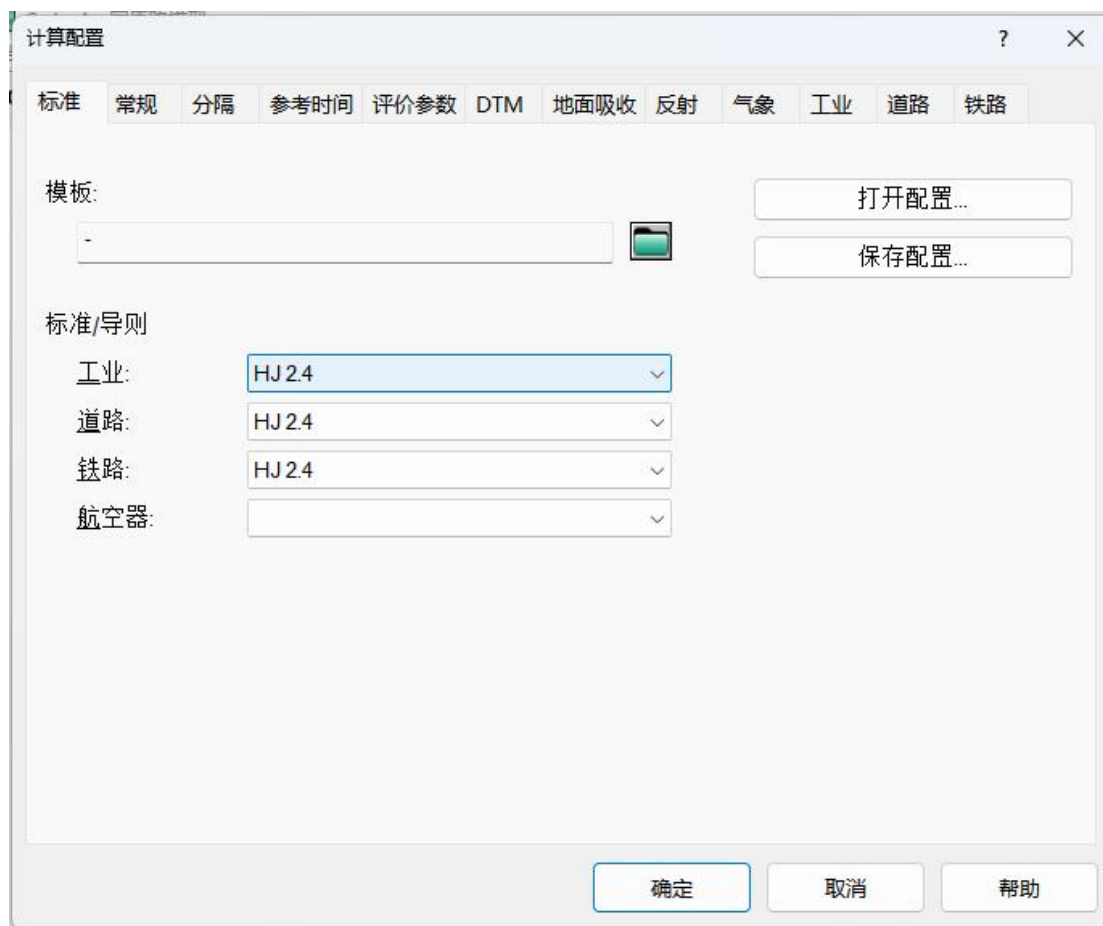 计算配置
?
标准 常规 分隔 参考时间 评价参数 DTM 地面吸收 反射 气象 工业 道路 铁路
模板:
打开配置...
-
保存配置...
标准/导则
工业: HJ 2.4
道路: HJ 2.4
铁路: HJ 2.4
航空器:
确定 取消 帮助